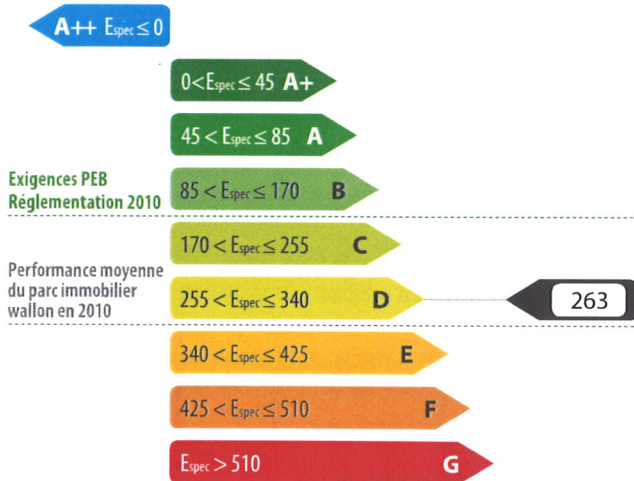 A++ Espec ≤ 0
0<Espec ≤ 45 A+
45 < Espec ≤ 85 A
Exigences PEB
Réglementation 2010
85 < Espec ≤ 170 B
170 < Espec ≤ 255 C
Performance moyenne
du parc immobilier
wallon en 2010
255 < Espec ≤ 340 D
263
340 < Espec ≤ 425 E
425 < Espec ≤ 510 F
Espec > 510 G